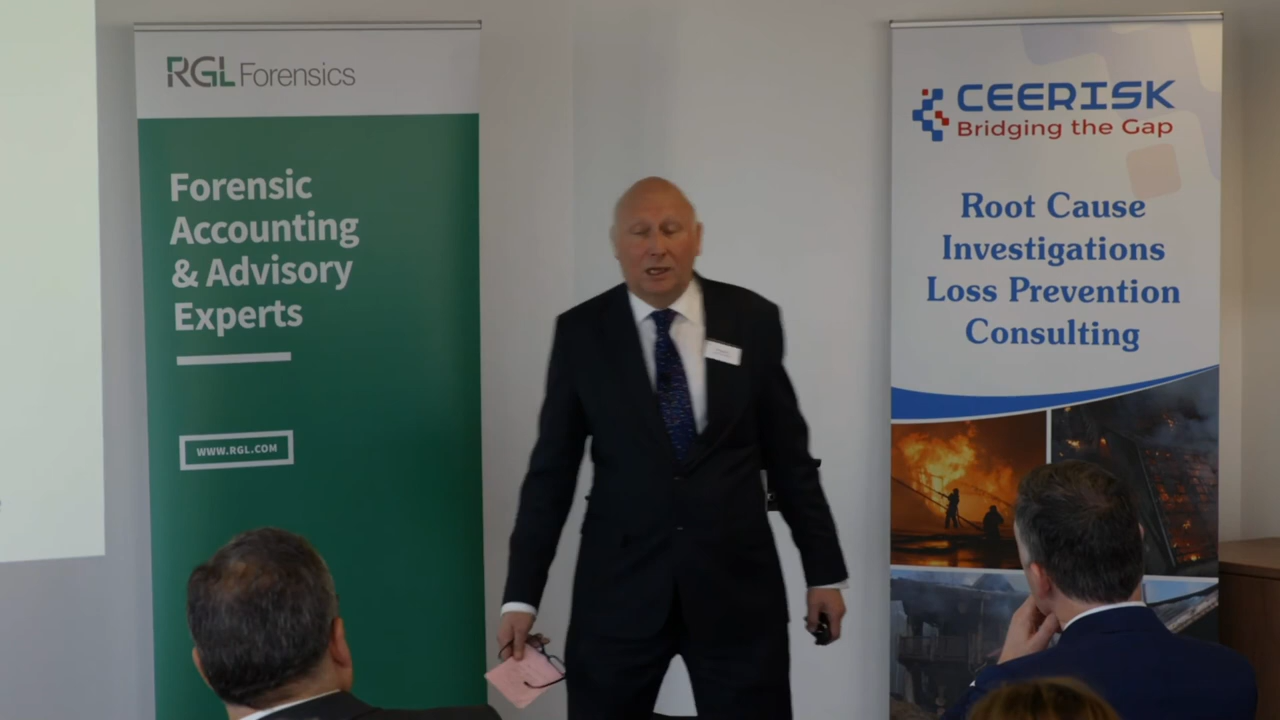 RGL Forensics
Forensic
Accounting
& Advisory
Experts
WWW.RGL.COM
CEERISK
Bridging the Gap
Root Cause
Investigations
Loss Prevention
Consulting